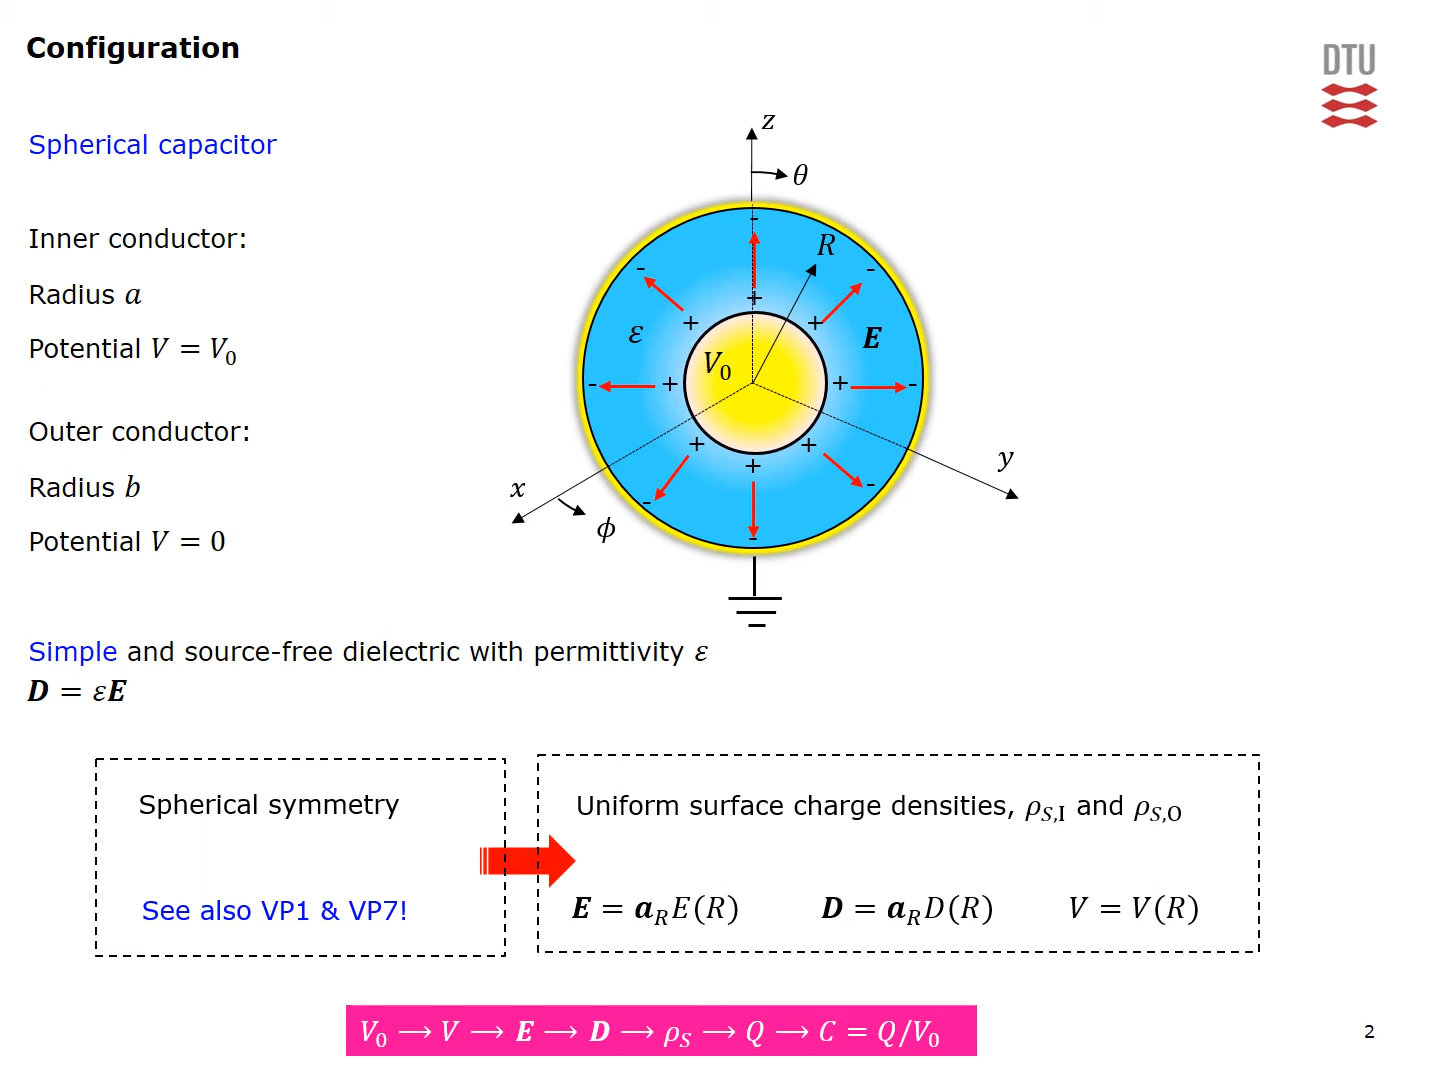 Configuration
DTU
Spherical capacitor
Inner conductor:
Radius 𝑎
Potential 𝑉 = 𝑉₀
Outer conductor:
Radius 𝑏
Potential 𝑉 = 0
z
θ
R
-
-
-
+
+
+
ε
E
V₀
-
+
+
-
+
+
+
-
-
-
x
y
ϕ
Simple and source-free dielectric with permittivity ε
D = εE
Spherical symmetry
See also VP1 & VP7!
Uniform surface charge densities, ρ_S,I and ρ_S,O
E = a_R E(R) D = a_R D(R) V = V(R)
V₀ ⟶ V ⟶ E ⟶ D ⟶ ρ_S ⟶ Q ⟶ C = Q/V₀
2